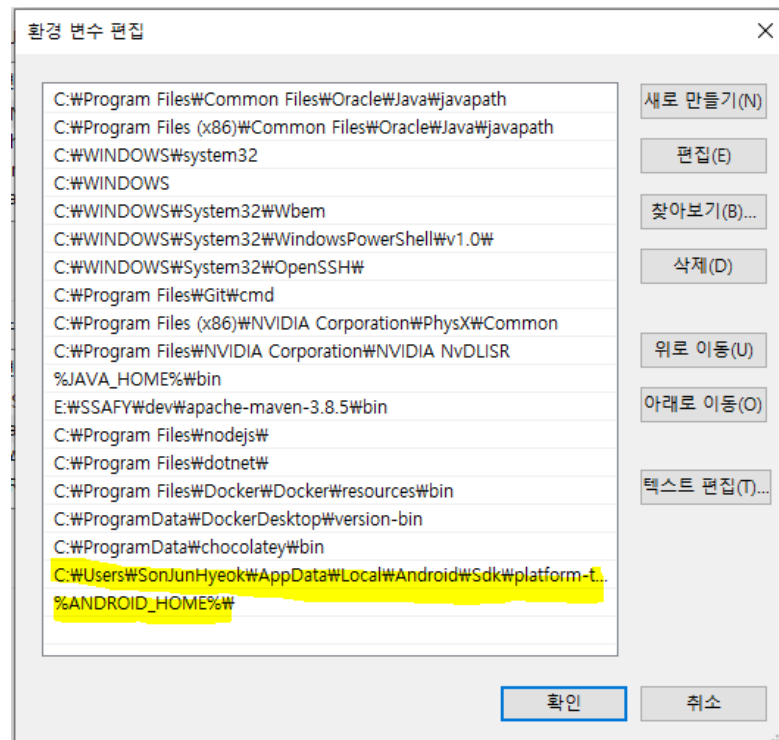 환경 변수 편집
C:₩Program Files₩Common Files₩Oracle₩Java₩javapath
C:₩Program Files (x86)₩Common Files₩Oracle₩Java₩javapath
C:₩WINDOWS₩system32
C:₩WINDOWS
C:₩WINDOWS₩System32₩Wbem
C:₩WINDOWS₩System32₩WindowsPowerShell₩v1.0₩
C:₩WINDOWS₩System32₩OpenSSH₩
C:₩Program Files₩Git₩cmd
C:₩Program Files (x86)₩NVIDIA Corporation₩PhysX₩Common
C:₩Program Files₩NVIDIA Corporation₩NVIDIA NvDLISR
%JAVA_HOME%₩bin
E:₩SSAFY₩dev₩apache-maven-3.8.5₩bin
C:₩Program Files₩nodejs₩
C:₩Program Files₩dotnet₩
C:₩Program Files₩Docker₩Docker₩resources₩bin
C:₩ProgramData₩DockerDesktop₩version-bin
C:₩ProgramData₩chocolatey₩bin
C:₩Users₩SonJunHyeok₩AppData₩Local₩Android₩Sdk₩platform-t...
%ANDROID_HOME%₩
새로 만들기(N)
편집(E)
찾아보기(B)...
삭제(D)
위로 이동(U)
아래로 이동(O)
텍스트 편집(T)...
확인
취소